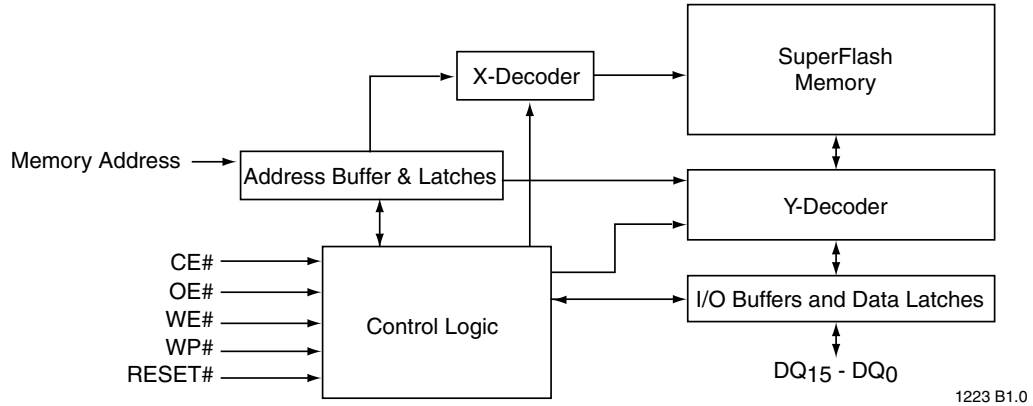 SuperFlash
Memory
X-Decoder
Memory Address
Address Buffer & Latches
Y-Decoder
CE#
OE#
WE#
WP#
RESET#
Control Logic
I/O Buffers and Data Latches
DQ15 - DQ0
1223 B1.0